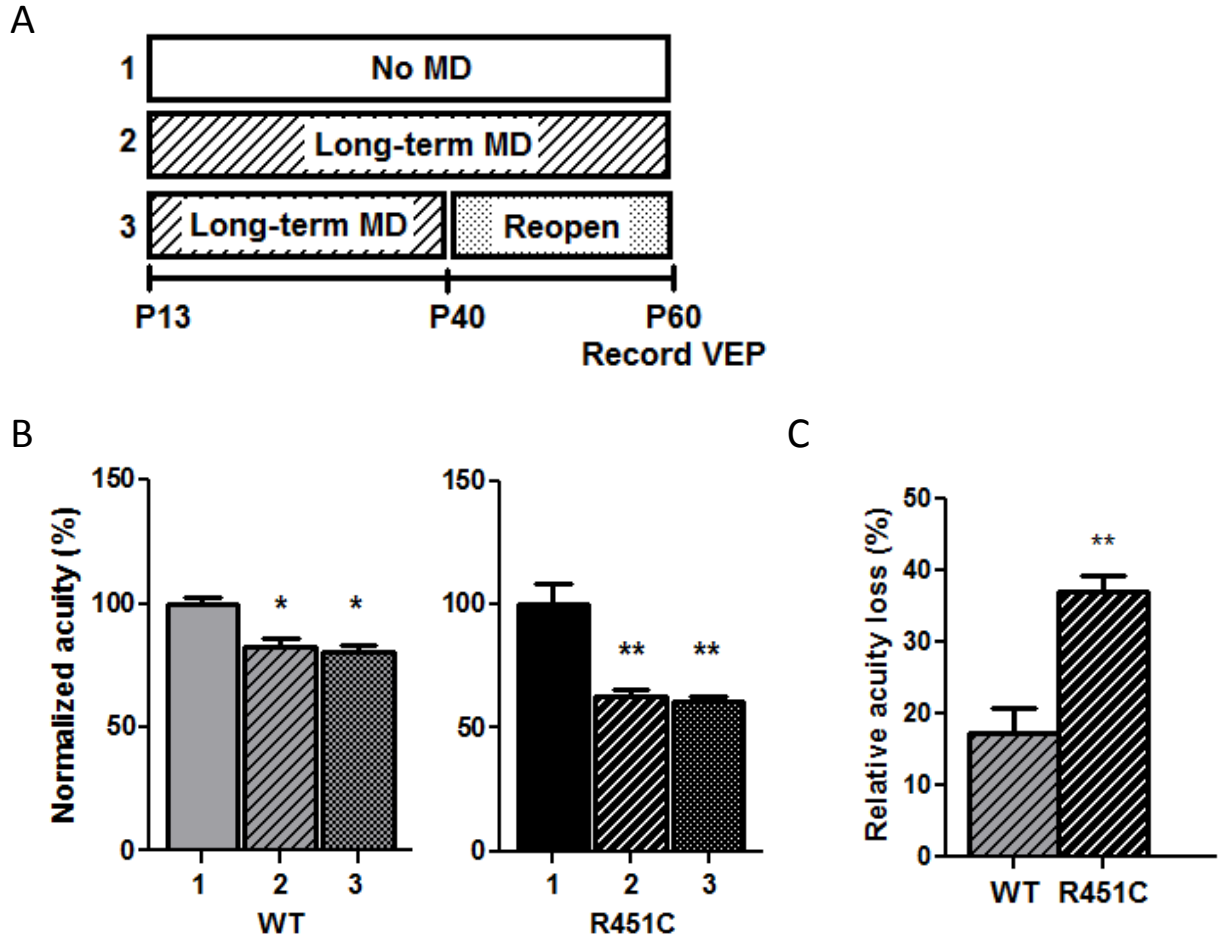 A
1 No MD
2 Long-term MD
3 Long-term MD Reopen
P13 P40 P60
Record VEP
B
Normalized acuity (%)
150
100
50
0
* *
1 2 3
WT
150
100
50
0
** **
1 2 3
R451C
C
Relative acuity loss (%)
50
40
30
20
10
0
**
WT R451C